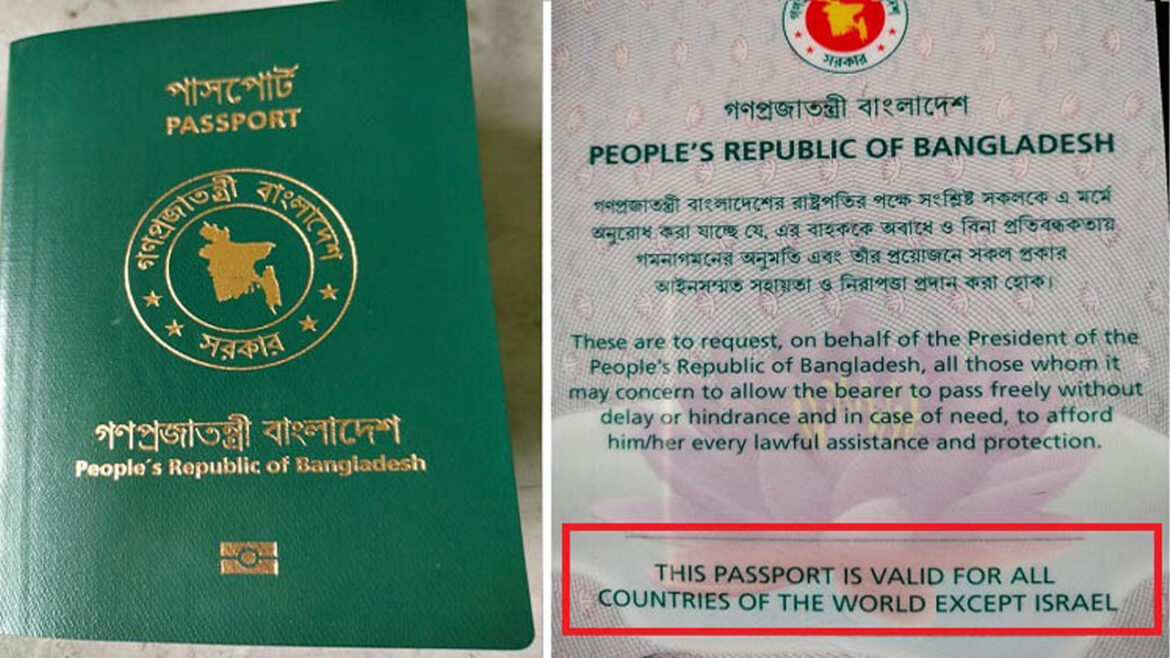 পাসপোর্ট
PASSPORT
গণপ্রজাতন্ত্রী বাংলাদেশ
সরকার
গণপ্রজাতন্ত্রী বাংলাদেশ
People's Republic of Bangladesh
সরকার
গণপ্রজাতন্ত্রী বাংলাদেশ
PEOPLE'S REPUBLIC OF BANGLADESH
গণপ্রজাতন্ত্রী বাংলাদেশের রাষ্ট্রপতির পক্ষে সংশ্লিষ্ট সকলকে এ মর্মে
অনুরোধ করা যাচ্ছে যে, এর বাহককে অবাধে ও বিনা প্রতিবন্ধকতায়
গমনাগমনের অনুমতি এবং তাঁর প্রয়োজনে সকল প্রকার
আইনসম্মত সহায়তা ও নিরাপত্তা প্রদান করা হোক।
These are to request, on behalf of the President of the
People's Republic of Bangladesh, all those whom it
may concern to allow the bearer to pass freely without
delay or hindrance and in case of need, to afford
him/her every lawful assistance and protection.
THIS PASSPORT IS VALID FOR ALL
COUNTRIES OF THE WORLD EXCEPT ISRAEL